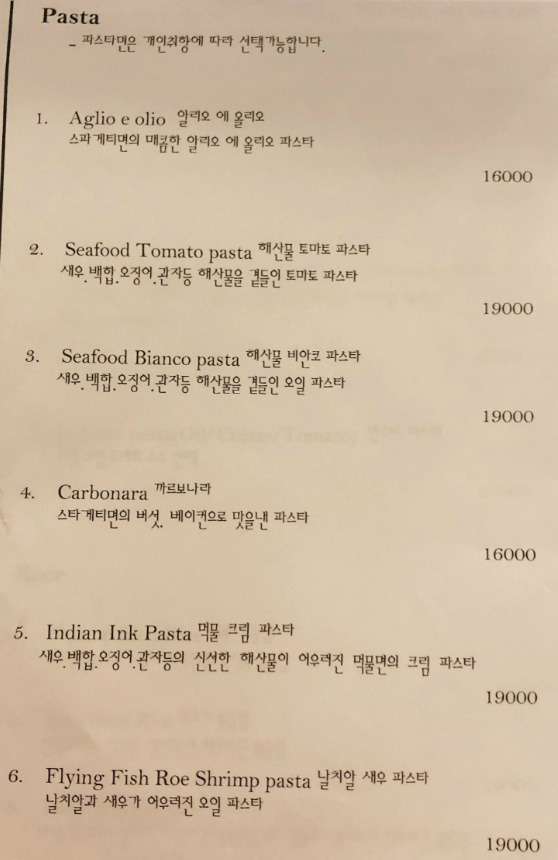 Pasta
- 파스타면은 개인취향에 따라 선택가능합니다.
1. Aglio e olio 알리오 에 올리오
스파게티면의 매콤한 알리오 에 올리오 파스타
16000
2. Seafood Tomato pasta 해산물 토마토 파스타
새우.백합.오징어.관자등 해산물을 곁들인 토마토 파스타
19000
3. Seafood Bianco pasta 해산물 비안코 파스타
새우.백합.오징어.관자등 해산물을 곁들인 오일 파스타
19000
4. Carbonara 까르보나라
스타게티면의 버섯, 베이컨으로 맛을낸 파스타
16000
5. Indian Ink Pasta 먹물 크림 파스타
새우.백합.오징어.관자등의 신선한 해산물이 어우러진 먹물면의 크림 파스타
19000
6. Flying Fish Roe Shrimp pasta 날치알 새우 파스타
날치알과 새우가 어우러진 오일 파스타
19000